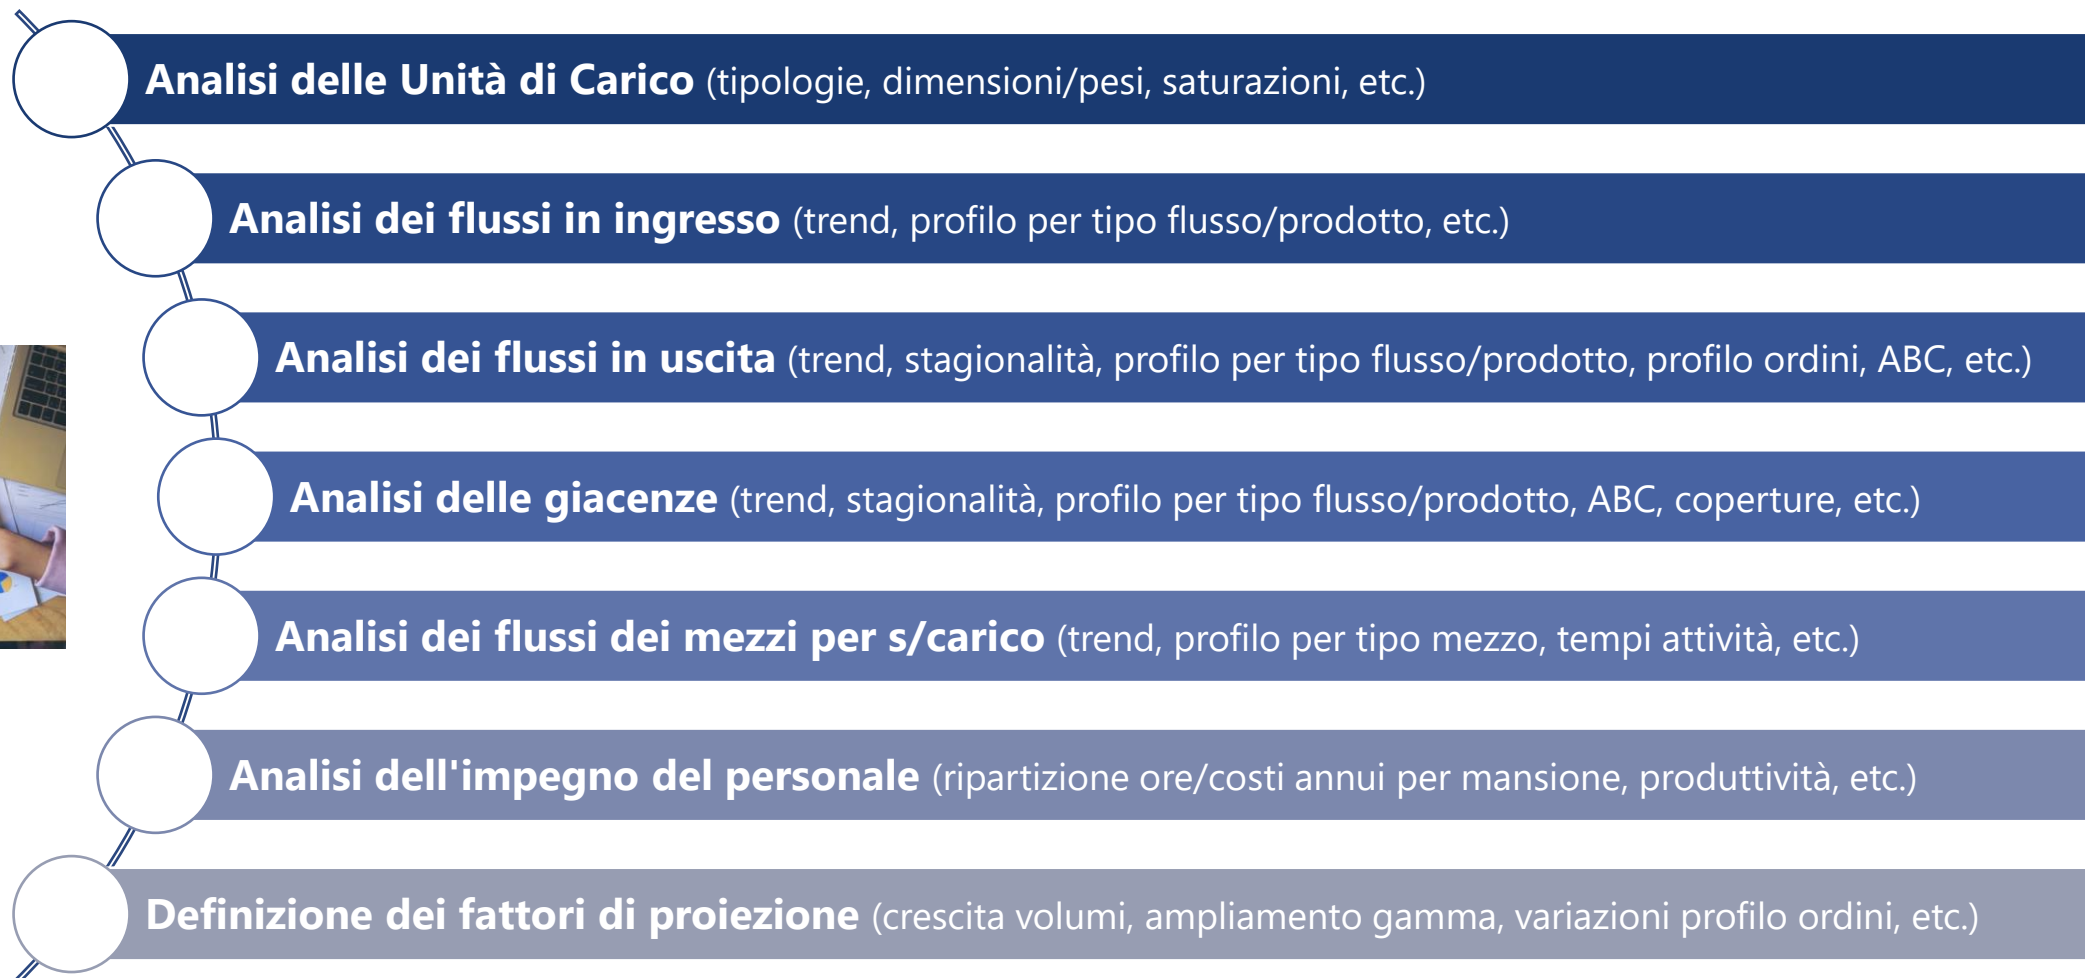 Analisi delle Unità di Carico (tipologie, dimensioni/pesi, saturazioni, etc.)
Analisi dei flussi in ingresso (trend, profilo per tipo flusso/prodotto, etc.)
Analisi dei flussi in uscita (trend, stagionalità, profilo per tipo flusso/prodotto, profilo ordini, ABC, etc.)
Analisi delle giacenze (trend, stagionalità, profilo per tipo flusso/prodotto, ABC, coperture, etc.)
Analisi dei flussi dei mezzi per s/carico (trend, profilo per tipo mezzo, tempi attività, etc.)
Analisi dell'impegno del personale (ripartizione ore/costi annui per mansione, produttività, etc.)
Definizione dei fattori di proiezione (crescita volumi, ampliamento gamma, variazioni profilo ordini, etc.)